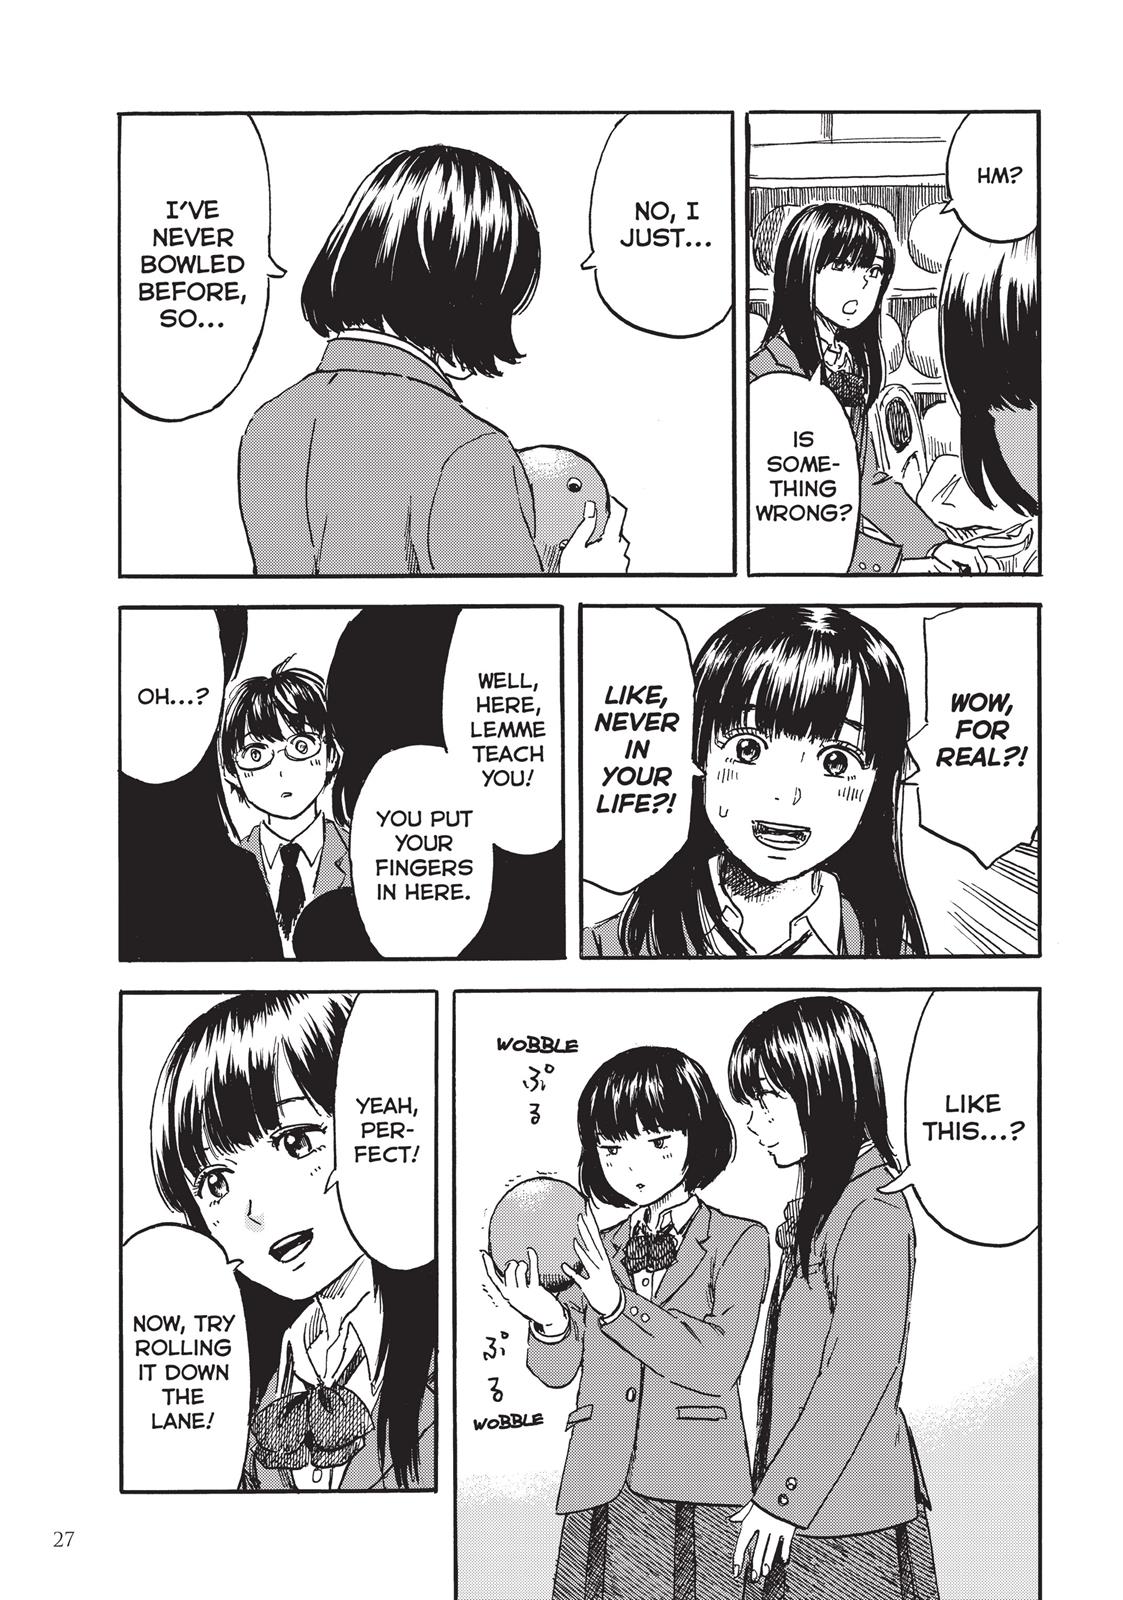 HM?
IS
SOME-
THING
WRONG?
NO, I
JUST...
I'VE
NEVER
BOWLED
BEFORE,
SO...
WOW,
FOR
REAL?!
LIKE,
NEVER
IN
YOUR
LIFE?!
WELL,
HERE,
LEMME
TEACH
YOU!
YOU PUT
YOUR
FINGERS
IN HERE.
OH...?
LIKE
THIS...?
WOBBLE
ぷ
る
ぷ
る
WOBBLE
YEAH,
PER-
FECT!
NOW, TRY
ROLLING
IT DOWN
THE
LANE!
27